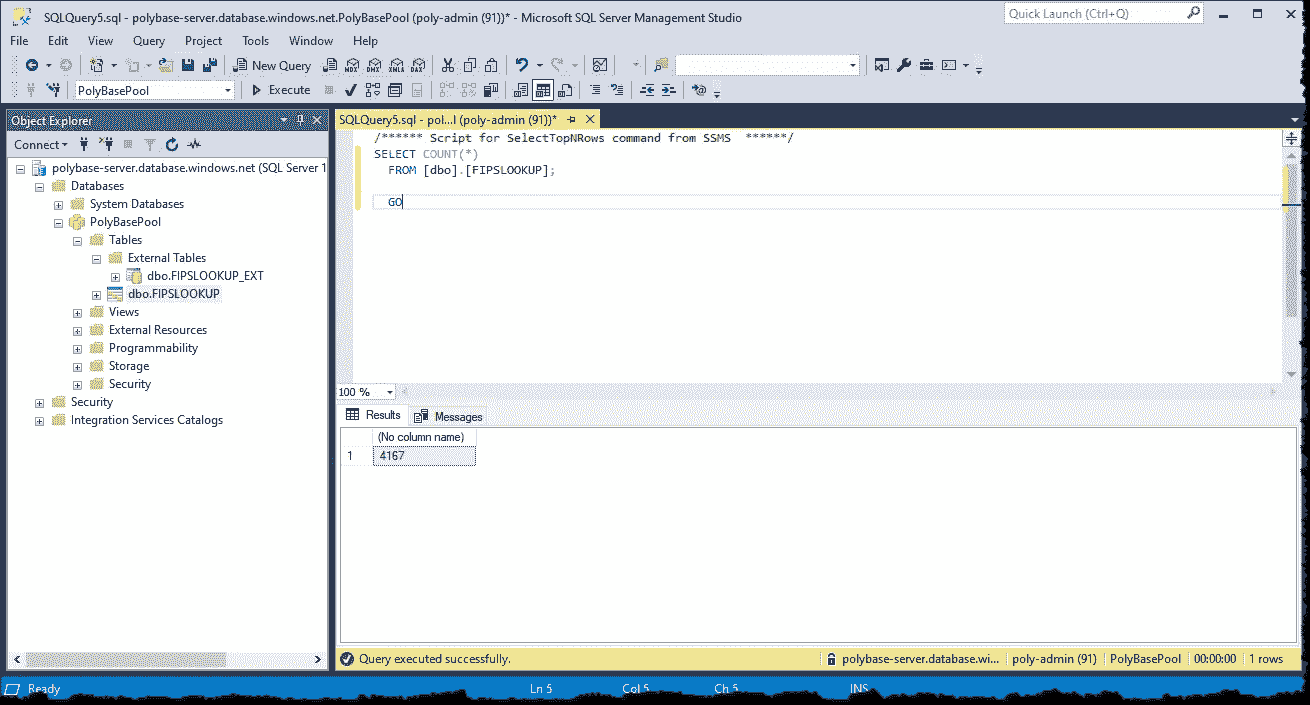 SQLQuery5.sql - polybase-server.database.windows.net.PolyBasePool (poly-admin (91))* - Microsoft SQL Server Management Studio
Quick Launch (Ctrl+Q)
File Edit View Query Project Tools Window Help
New Query MDX DMX XMLA DAX
PolyBasePool Execute
Object Explorer
Connect
polybase-server.database.windows.net (SQL Server 1
Databases
System Databases
PolyBasePool
Tables
External Tables
dbo.FIPSLOOKUP_EXT
dbo.FIPSLOOKUP
Views
External Resources
Programmability
Storage
Security
Security
Integration Services Catalogs
SQLQuery5.sql - pol...l (poly-admin (91))*
/****** Script for SelectTopNRows command from SSMS  ******/
SELECT COUNT(*)
FROM [dbo].[FIPSLOOKUP];
GO
100 %
Results Messages
(No column name)
1 4167
Query executed successfully. polybase-server.database.wi... poly-admin (91) PolyBasePool 00:00:00 1 rows
Ready Ln 5 Col 5 Ch 5 INS